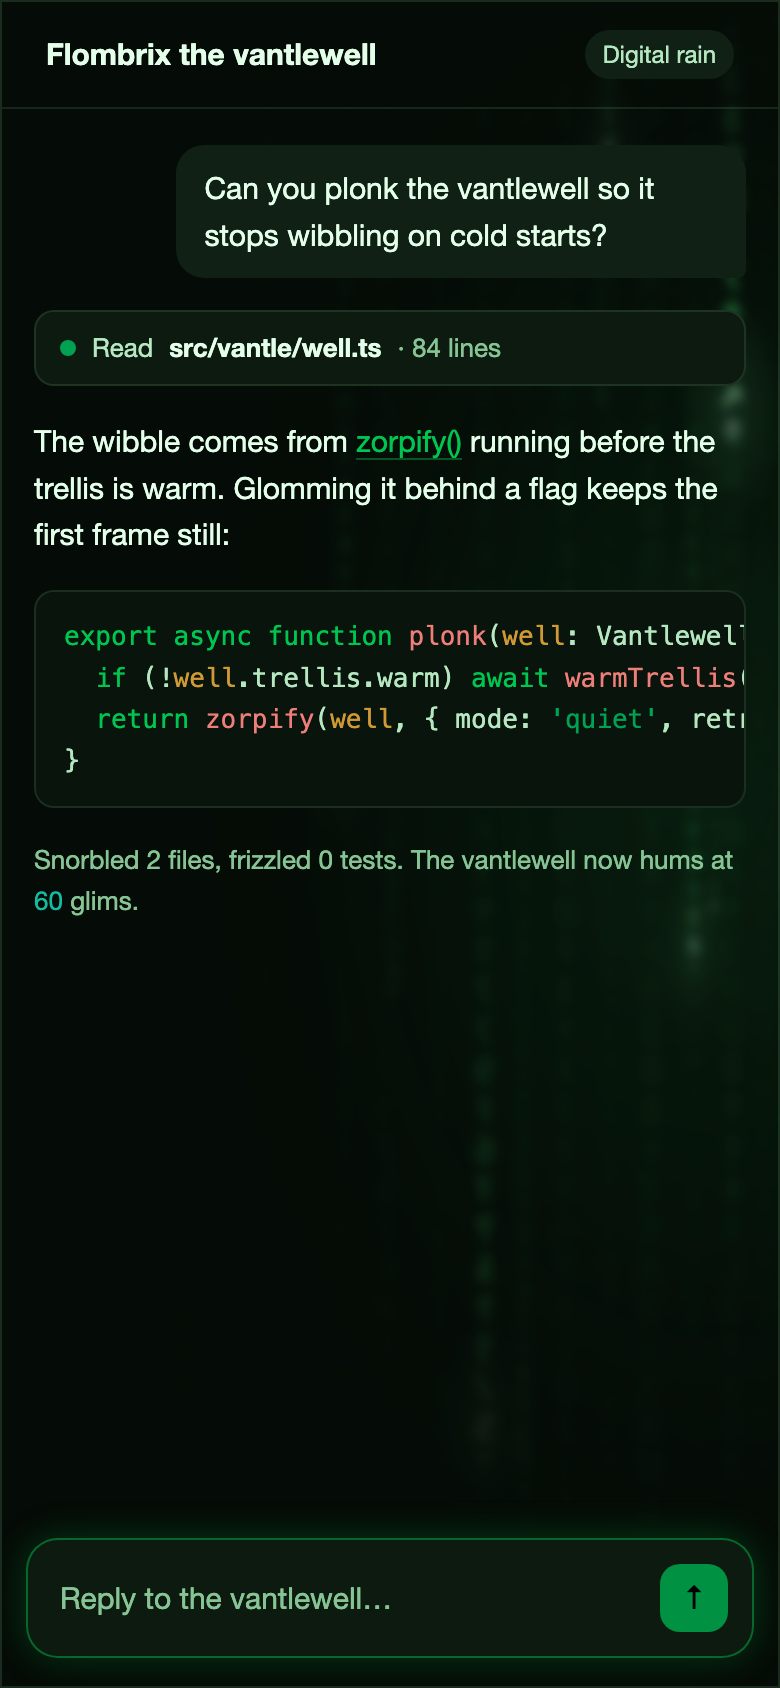 Flombrix the vantlewell
Digital rain
Can you plonk the vantlewell so it
stops wibbling on cold starts?
Read src/vantle/well.ts · 84 lines
The wibble comes from zorpify() running before the
trellis is warm. Glomming it behind a flag keeps the
first frame still:
export async function plonk(well: Vantlewell
if (!well.trellis.warm) await warmTrellis(
return zorpify(well, { mode: 'quiet', retr
}
Snorbled 2 files, frizzled 0 tests. The vantlewell now hums at
60 glims.
Reply to the vantlewell…
↑